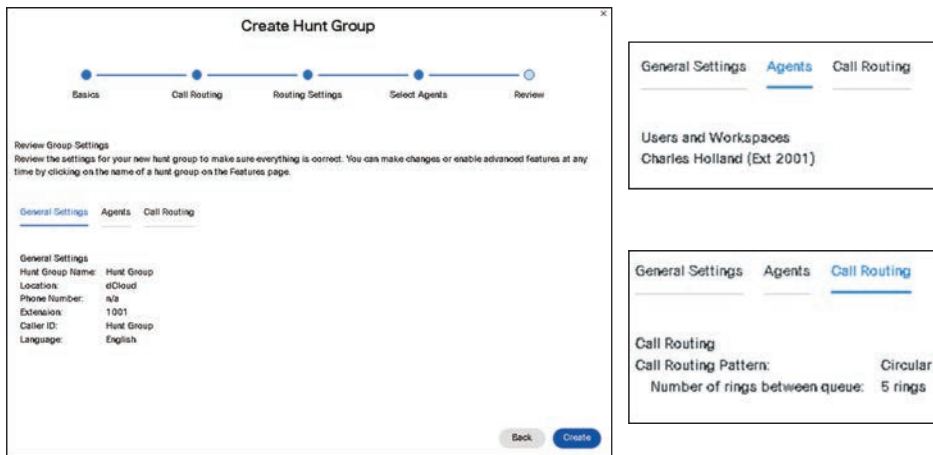 Create Hunt Group
×
Basics Call Routing Routing Settings Select Agents Review
Review Group Settings
Review the settings for your new hunt group to make sure everything is correct. You can make changes or enable advanced features at any
time by clicking on the name of a hunt group on the Features page.
General Settings Agents Call Routing
General Settings
Hunt Group Name: Hunt Group
Location: dCloud
Phone Number: n/a
Extension: 1001
Caller ID: Hunt Group
Language: English
Back Create
General Settings Agents Call Routing
Users and Workspaces
Charles Holland (Ext 2001)
General Settings Agents Call Routing
Call Routing
Call Routing Pattern: Circular
Number of rings between queue: 5 rings